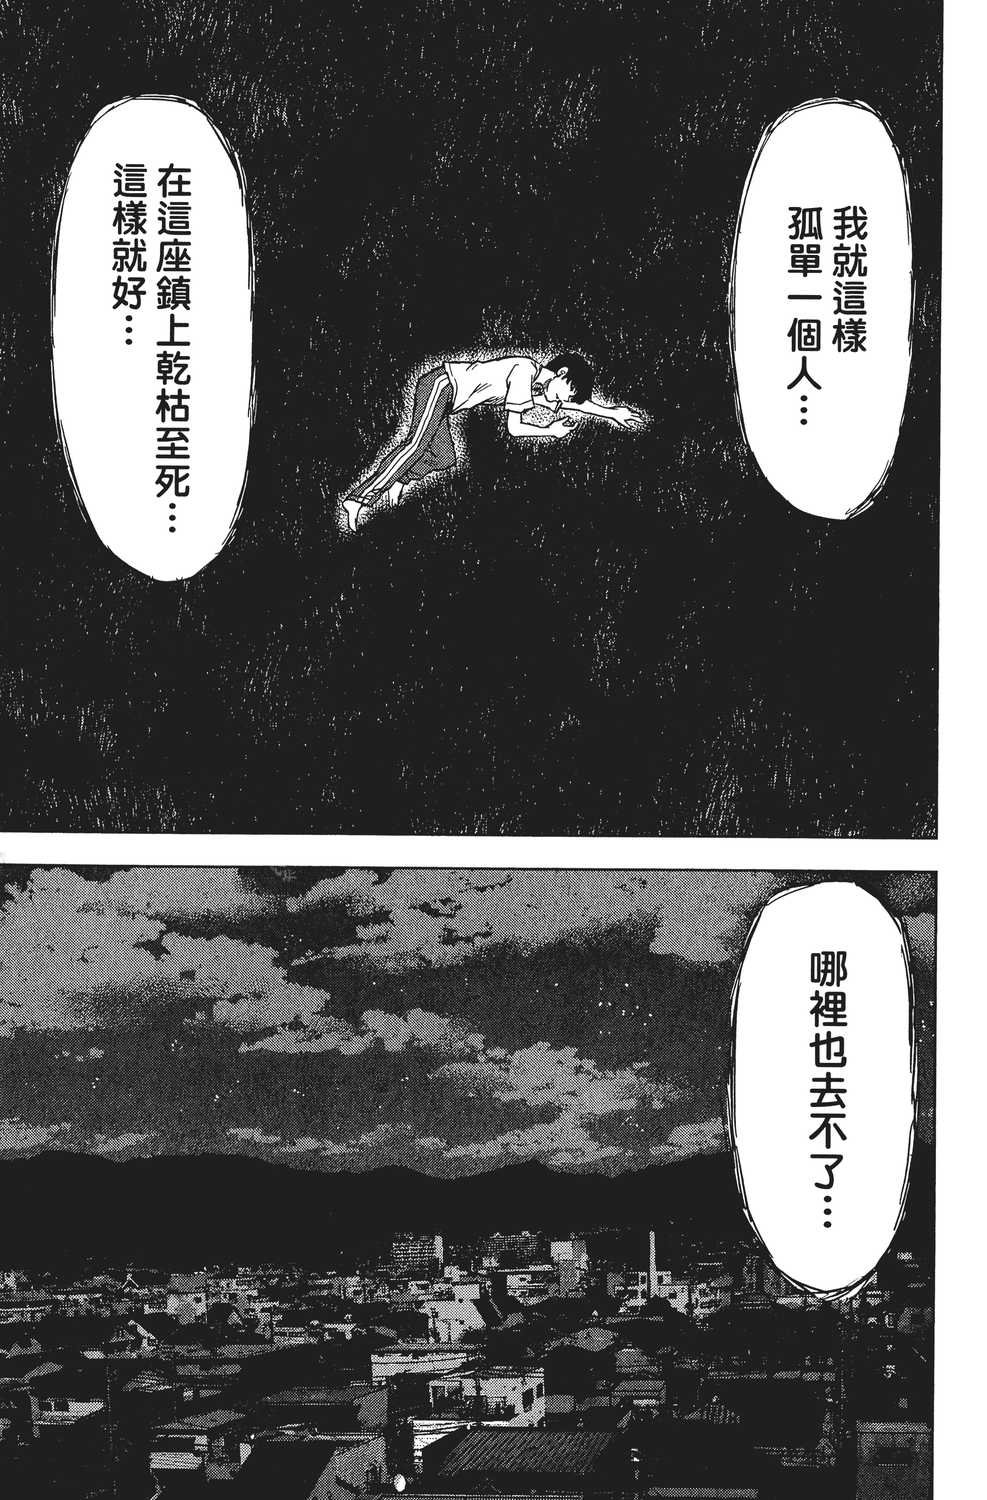 我就這樣
孤單一個人…
在這座鎮上乾枯至死…
這樣就好…
哪裡也去不了…